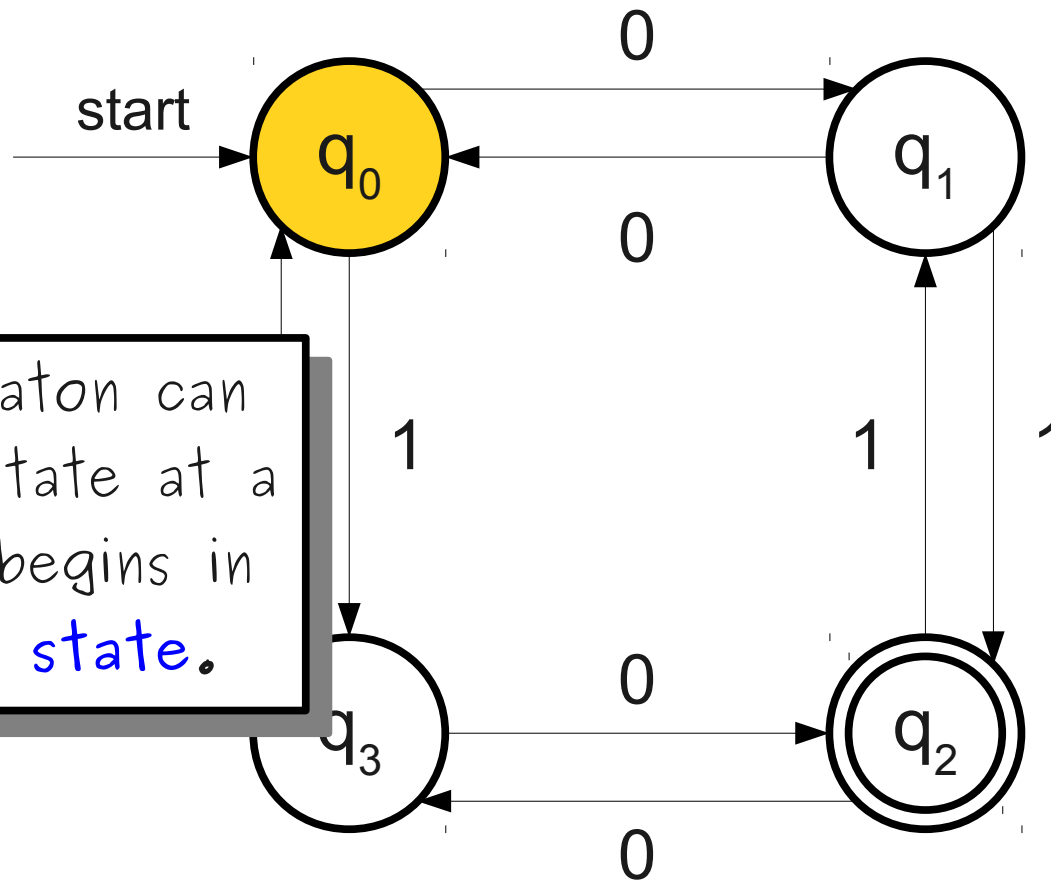 0
start
q0
q1
0
aton can
tate at a
1
1
begins in
state.
0
q3
q2
0